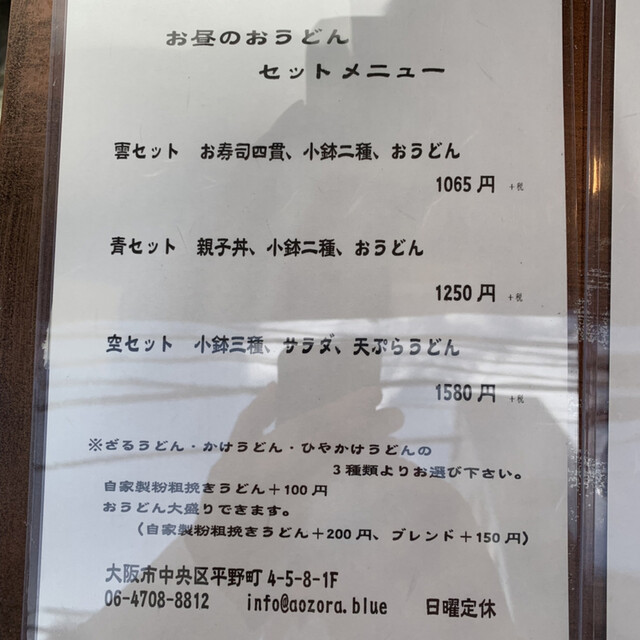 お昼のおうどん
セットメニュー
雲セット　お寿司四貫、小鉢二種、おうどん
1065 円　+税
青セット　親子丼、小鉢二種、おうどん
1250 円　+税
空セット　小鉢三種、サラダ、天ぷらうどん
1580 円　+税
※ざるうどん・かけうどん・ひやかけうどんの
3種類よりお選び下さい。
自家製粉粗挽きうどん＋100円
おうどん大盛りできます。
（自家製粉粗挽きうどん＋200円、ブレンド＋150円）
大阪市中央区平野町 4-5-8-1F
06-4708-8812　info@aozora.blue　日曜定休